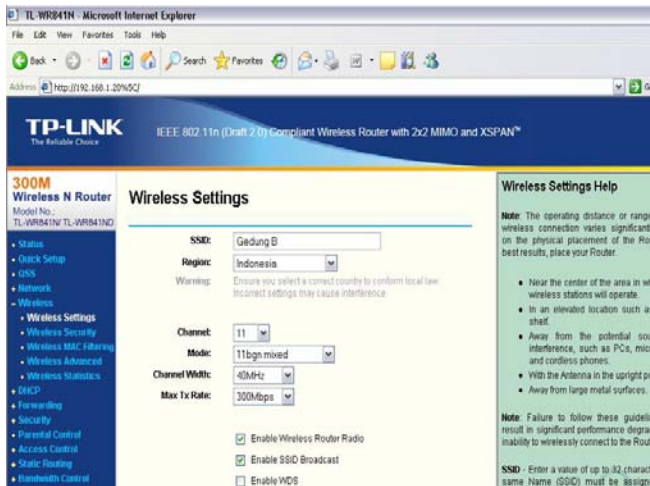 TL-WR841N - Microsoft Internet Explorer
File Edit View Favorites Tools Help
Back Search Favorites
Address http://192.168.1.20%5C/ G
TP-LINK
The Reliable Choice
IEEE 802.11n (Draft 2.0) Compliant Wireless Router with 2x2 MIMO and XSPAN™
300M
Wireless N Router
Model No.:
TL-WR841N/ TL-WR841ND
Status
Quick Setup
QSS
Network
Wireless
Wireless Settings
Wireless Security
Wireless MAC Filtering
Wireless Advanced
Wireless Statistics
DHCP
Forwarding
Security
Parental Control
Access Control
Static Routing
Bandwidth Control
Wireless Settings
SSID: Gedung B
Region: Indonesia
Warning: Ensure you select a correct country to conform local law.
Incorrect settings may cause interference.
Channel: 11
Mode: 11bgn mixed
Channel Width: 40MHz
Max Tx Rate: 300Mbps
Enable Wireless Router Radio
Enable SSID Broadcast
Enable WDS
Wireless Settings Help
Note: The operating distance or range
wireless connection varies significant
on the physical placement of the Ro
best results, place your Router.
Near the center of the area in wh
wireless stations will operate.
In an elevated location such as
shelf.
Away from the potential sou
interference, such as PCs, micr
and cordless phones.
With the Antenna in the upright po
Away from large metal surfaces.
Note: Failure to follow these guideli
result in significant performance degra
inability to wirelessly connect to the Rout
SSID - Enter a value of up to 32 charact
same Name (SSID) must be assign